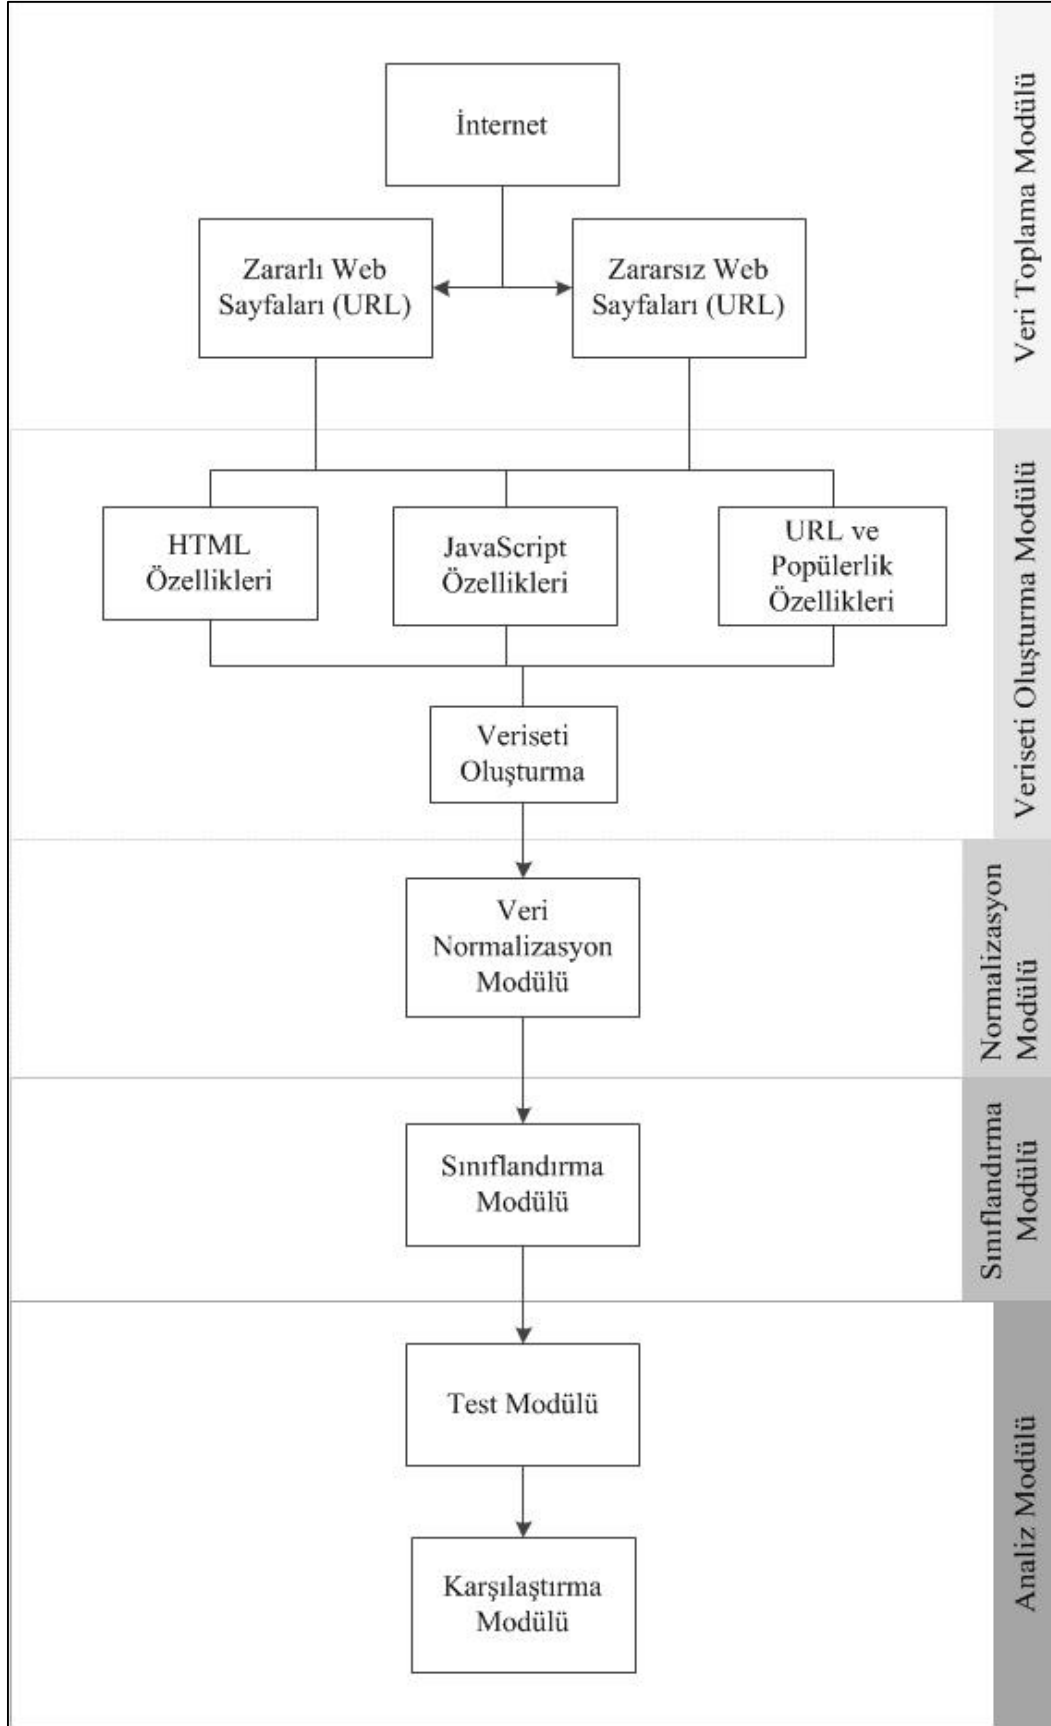 İnternet
Zararlı Web
Sayfaları (URL)
Zararsız Web
Sayfaları (URL)
Veri Toplama Modülü
HTML
Özellikleri
JavaScript
Özellikleri
URL ve
Popülerlik
Özellikleri
Veriseti
Oluşturma
Veriseti Oluşturma Modülü
Veri
Normalizasyon
Modülü
Normalizasyon
Modülü
Sınıflandırma
Modülü
Sınıflandırma
Modülü
Test Modülü
Karşılaştırma
Modülü
Analiz Modülü